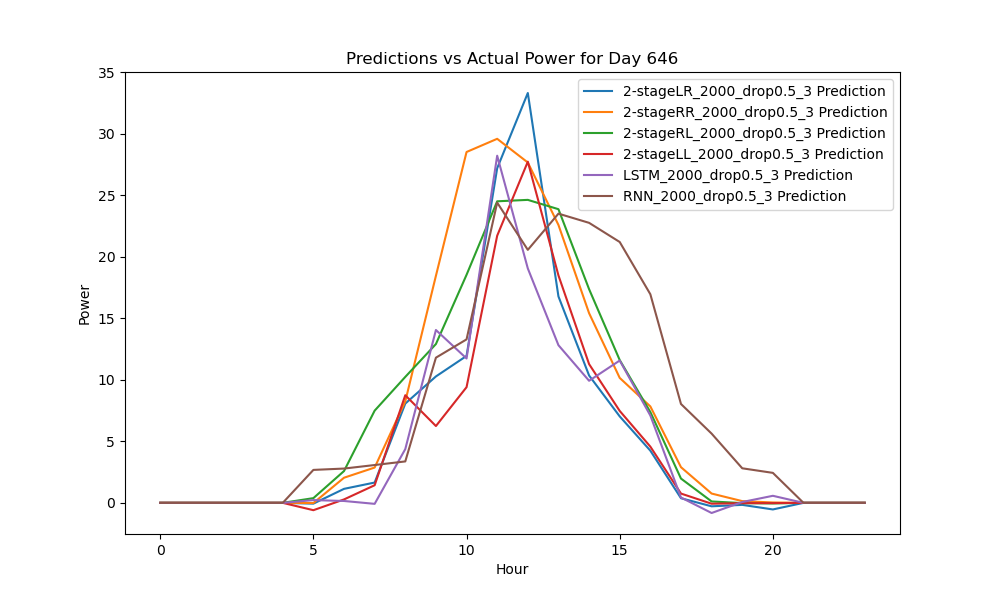 Predictions vs Actual Power for Day 646
35
30
25
20
15
10
5
0
Power
2-stageLR_2000_drop0.5_3 Prediction
2-stageRR_2000_drop0.5_3 Prediction
2-stageRL_2000_drop0.5_3 Prediction
2-stageLL_2000_drop0.5_3 Prediction
LSTM_2000_drop0.5_3 Prediction
RNN_2000_drop0.5_3 Prediction
0 5 10 15 20
Hour